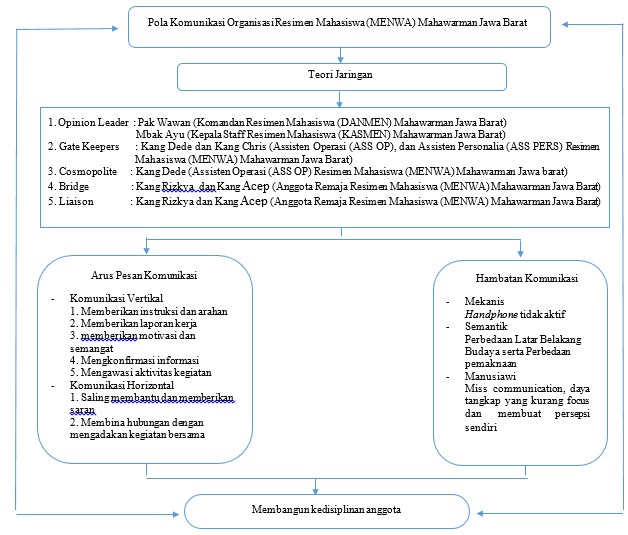 Pola Komunikasi Organisasi Resimen Mahasiswa (MENWA) Mahawarman Jawa Barat
Teori Jaringan
1. Opinion Leader : Pak Wawan (Komandan Resimen Mahasiswa (DANMEN) Mahawarman Jawa Barat)
Mbak Ayu (Kepala Staff Resimen Mahasiswa (KASMEN) Mahawarman Jawa Barat)
2. Gate Keepers : Kang Dede dan Kang Chris (Assisten Operasi (ASS OP), dan Assisten Personalia (ASS PERS) Resimen
Mahasiswa (MENWA) Mahawarman Jawa Barat)
3. Cosmopolite : Kang Dede (Assisten Operasi (ASS OP) Resimen Mahasiswa (MENWA) Mahawarman Jawa barat)
4. Bridge : Kang Rizkya dan Kang Acep (Anggota Remaja Resimen Mahasiswa (MENWA) Mahawarman Jawa Barat)
5. Liaison : Kang Rizkya dan Kang Acep (Anggota Remaja Resimen Mahasiswa (MENWA) Mahawarman Jawa Barat)
Arus Pesan Komunikasi
- Komunikasi Vertikal
1. Memberikan instruksi dan arahan
2. Memberikan laporan kerja
3. memberikan motivasi dan
semangat
4. Mengkonfirmasi informasi
5. Mengawasi aktivitas kegiatan
- Komunikasi Horizontal
1. Saling membantu dan memberikan
saran
2. Membina hubungan dengan
mengadakan kegiatan bersama
Hambatan Komunikasi
- Mekanis
Handphone tidak aktif
- Semantik
Perbedaan Latar Belakang
Budaya serta Perbedaan
pemaknaan
- Manusiawi
Miss communication, daya
tangkap yang kurang focus
dan membuat persepsi
sendiri
Membangun kedisiplinan anggota